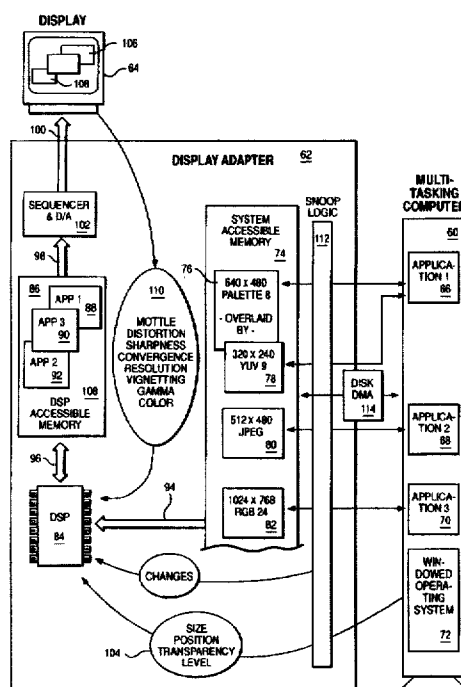 DISPLAY
106
64
108
100
DISPLAY ADAPTER
62
SNOOP
LOGIC
112
MULTI-
TASKING
COMPUTER
60
SEQUENCER
& D/A
102
98
SYSTEM
ACCESSIBLE
MEMORY
74
76
640 x 480
PALETTE 8
- OVERLAID
BY -
320 x 240
YUV 9
78
APPLICA-
TION 1
66
86
APP 1
88
APP 3
90
APP 2
92
108
DSP
ACCESSIBLE
MEMORY
110
MOTTLE
DISTORTION
SHARPNESS
CONVERGENCE
RESOLUTION
VIGNETTING
GAMMA
COLOR
DISK
DMA
114
512 x 480
JPEG
80
APPLICA-
TION 2
68
96
94
1024 x 768
RGB 24
82
APPLICA-
TION 3
70
DSP
84
CHANGES
WIN-
DOWED
OPERA-
TING
SYSTEM
72
SIZE
POSITION
TRANSPARENCY
LEVEL
104